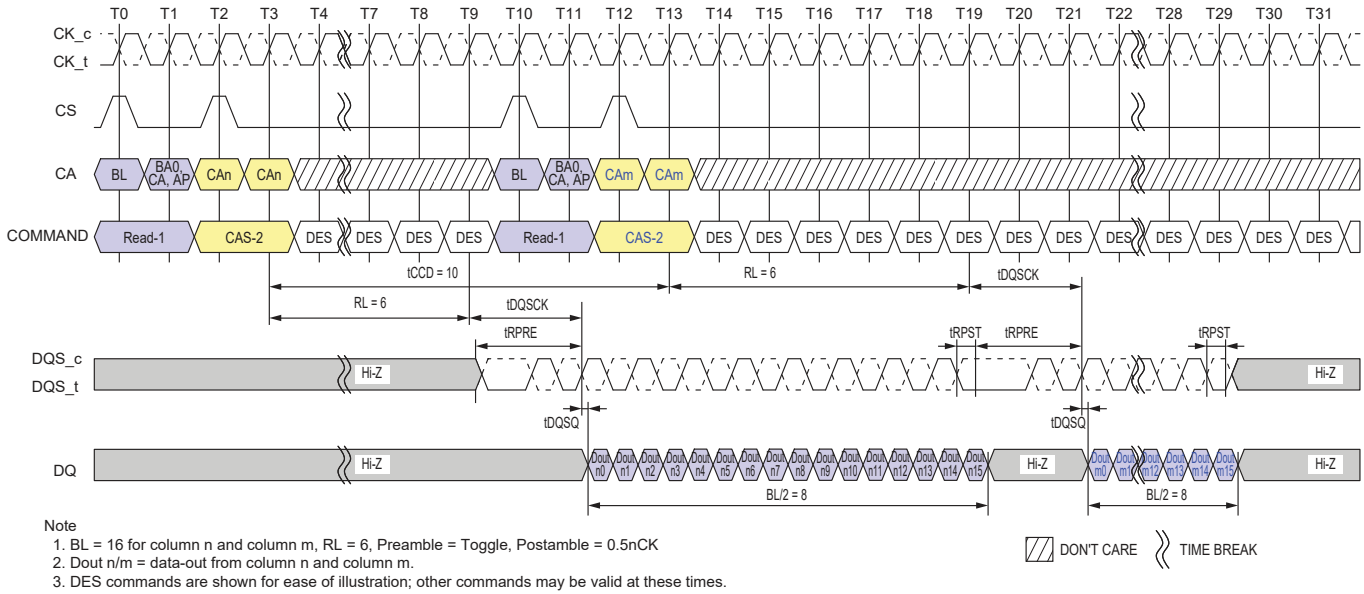 T0 T1 T2 T3 T4 T7 T8 T9 T10 T11 T12 T13 T14 T15 T16 T17 T18 T19 T20 T21 T22 T28 T29 T30 T31
CK_c
CK_t
CS
CA BL BA0, CA, AP CAn CAn BL BA0, CA, AP CAm CAm
COMMAND Read-1 CAS-2 DES DES DES DES Read-1 CAS-2 DES DES DES DES DES DES DES DES DES DES DES DES DES
tCCD = 10 RL = 6 tDQSCK
RL = 6 tDQSCK
tRPRE tRPST tRPRE tRPST
DQS_c
DQS_t
Hi-Z Hi-Z
tDQSQ tDQSQ
DQ Hi-Z Dout n0 Dout n1 Dout n2 Dout n3 Dout n4 Dout n5 Dout n6 Dout n7 Dout n8 Dout n9 Dout n10 Dout n11 Dout n12 Dout n13 Dout n14 Dout n15 Hi-Z Dout m0 Dout m1 Dout m12 Dout m13 Dout m14 Dout m15 Hi-Z
BL/2 = 8 BL/2 = 8
Note
1. BL = 16 for column n and column m, RL = 6, Preamble = Toggle, Postamble = 0.5nCK
2. Dout n/m = data-out from column n and column m.
3. DES commands are shown for ease of illustration; other commands may be valid at these times.
DON'T CARE TIME BREAK